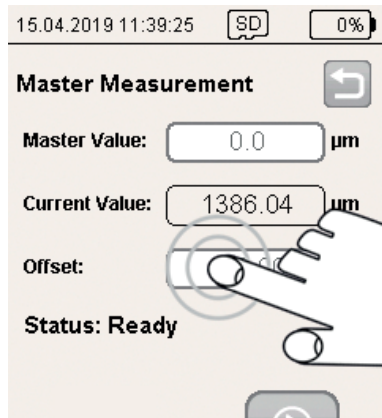 15.04.2019 11:39:25 SD 0%
Master Measurement
Master Value: 0.0 µm
Current Value: 1386.04 µm
Offset:
Status: Ready